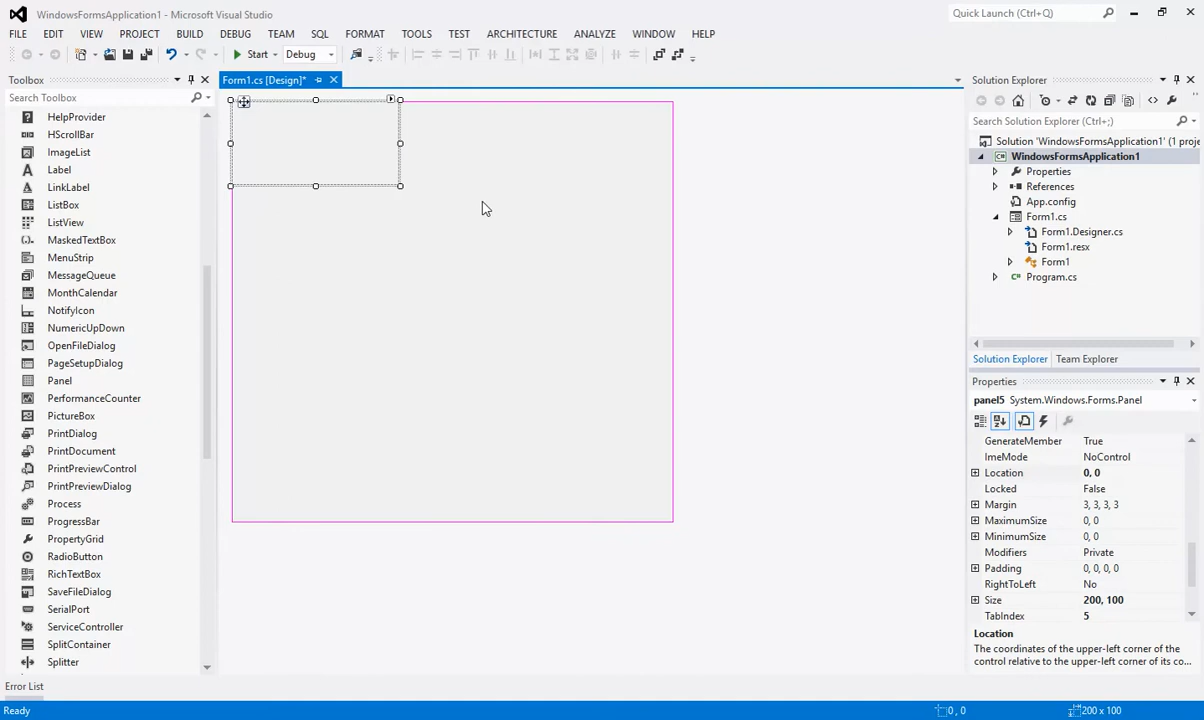 WindowsFormsApplication1 - Microsoft Visual Studio
Quick Launch (Ctrl+Q)
FILE EDIT VIEW PROJECT BUILD DEBUG TEAM SQL FORMAT TOOLS TEST ARCHITECTURE ANALYZE WINDOW HELP
Start Debug
Toolbox
Search Toolbox
HelpProvider
HScrollBar
ImageList
Label
LinkLabel
ListBox
ListView
MaskedTextBox
MenuStrip
MessageQueue
MonthCalendar
NotifyIcon
NumericUpDown
OpenFileDialog
PageSetupDialog
Panel
PerformanceCounter
PictureBox
PrintDialog
PrintDocument
PrintPreviewControl
PrintPreviewDialog
Process
ProgressBar
PropertyGrid
RadioButton
RichTextBox
SaveFileDialog
SerialPort
ServiceController
SplitContainer
Splitter
Form1.cs [Design]*
Solution Explorer
Search Solution Explorer (Ctrl+;)
Solution 'WindowsFormsApplication1' (1 proje
WindowsFormsApplication1
Properties
References
App.config
Form1.cs
Form1.Designer.cs
Form1.resx
Form1
Program.cs
Solution Explorer Team Explorer
Properties
panel5 System.Windows.Forms.Panel
GenerateMember True
ImeMode NoControl
Location 0, 0
Locked False
Margin 3, 3, 3, 3
MaximumSize 0, 0
MinimumSize 0, 0
Modifiers Private
Padding 0, 0, 0, 0
RightToLeft No
Size 200, 100
TabIndex 5
Location
The coordinates of the upper-left corner of the
control relative to the upper-left corner of its co...
Error List
Ready 0 , 0 200 x 100